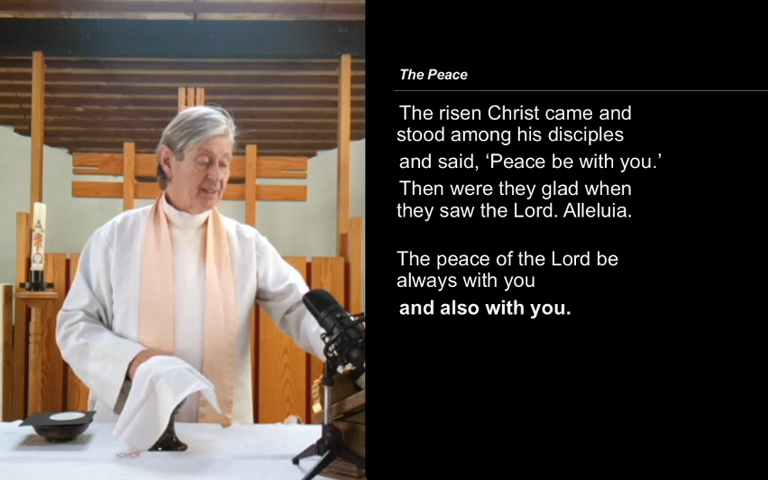 The Peace
The risen Christ came and
stood among his disciples
and said, ‘Peace be with you.’
Then were they glad when
they saw the Lord. Alleluia.
The peace of the Lord be
always with you
and also with you.